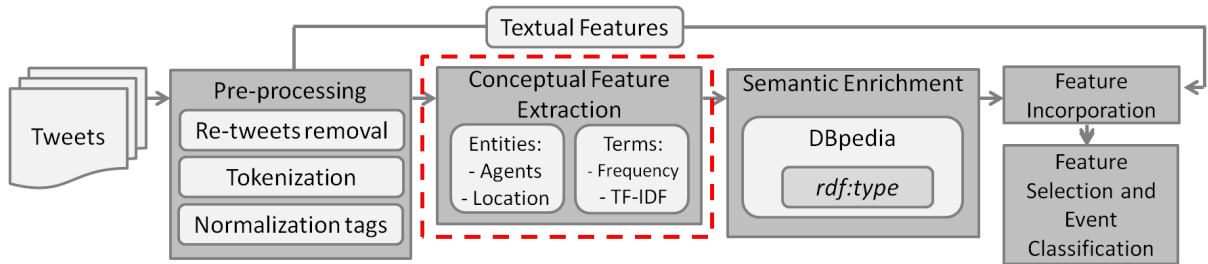 Textual Features
Tweets
Pre-processing
Re-tweets removal
Tokenization
Normalization tags
Conceptual Feature
Extraction
Entities:
- Agents
- Location
Terms:
- Frequency
- TF-IDF
Semantic Enrichment
DBpedia
rdf:type
Feature
Incorporation
Feature
Selection and
Event
Classification